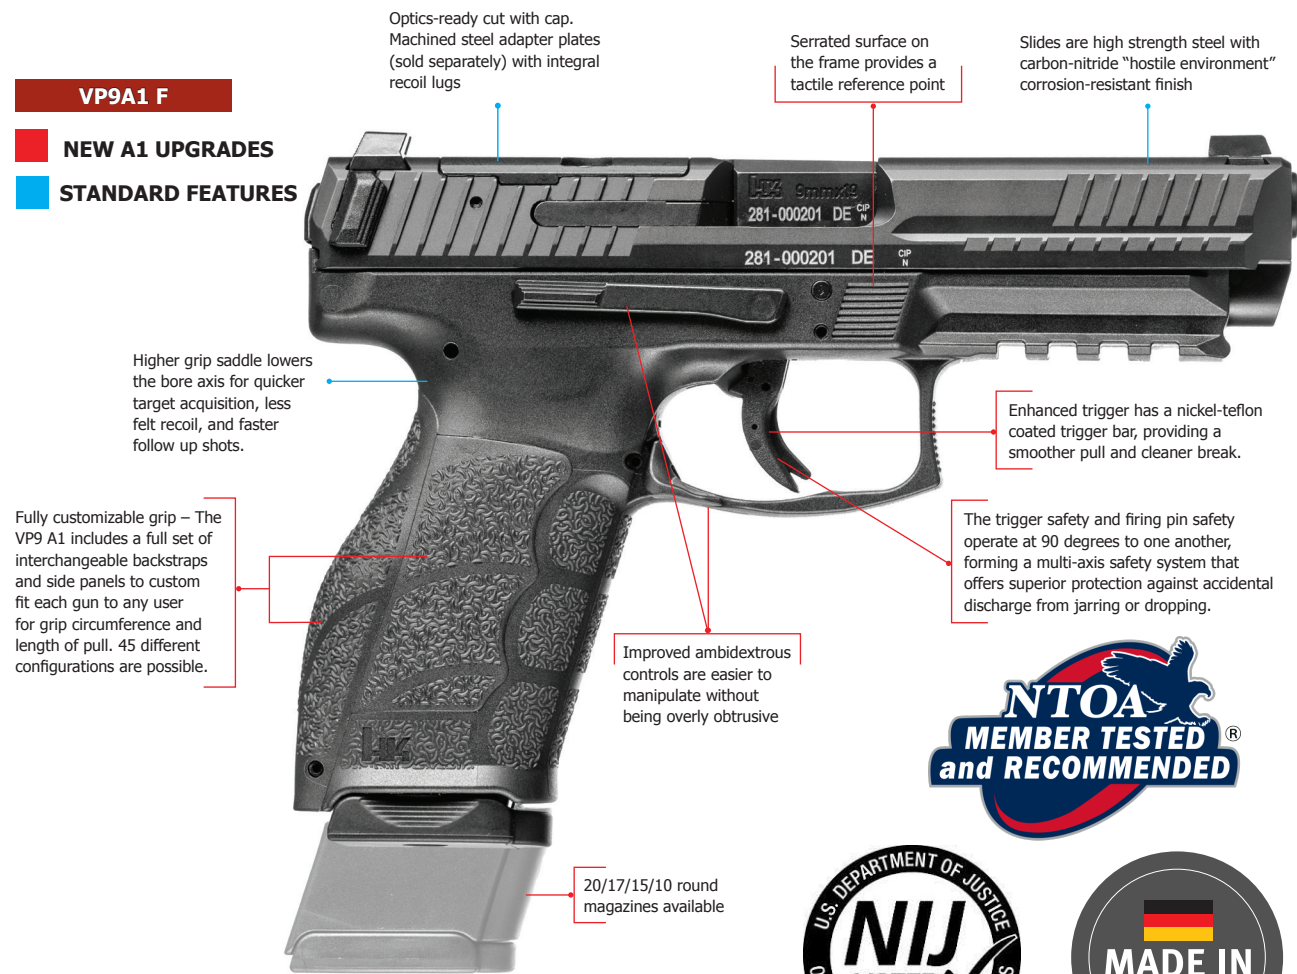 Optics-ready cut with cap.
Machined steel adapter plates
(sold separately) with integral
recoil lugs
Serrated surface on
the frame provides a
tactile reference point
Slides are high strength steel with
carbon-nitride “hostile environment”
corrosion-resistant finish
VP9A1 F
NEW A1 UPGRADES
STANDARD FEATURES
HK 9mmx19
281-000201 DE CIP
N
281-000201 DE CIP
N
Higher grip saddle lowers
the bore axis for quicker
target acquisition, less
felt recoil, and faster
follow up shots.
Enhanced trigger has a nickel-teflon
coated trigger bar, providing a
smoother pull and cleaner break.
Fully customizable grip – The
VP9 A1 includes a full set of
interchangeable backstraps
and side panels to custom
fit each gun to any user
for grip circumference and
length of pull. 45 different
configurations are possible.
The trigger safety and firing pin safety
operate at 90 degrees to one another,
forming a multi-axis safety system that
offers superior protection against accidental
discharge from jarring or dropping.
Improved ambidextrous
controls are easier to
manipulate without
being overly obtrusive
HK
NTOA
MEMBER TESTED ®
and RECOMMENDED
20/17/15/10 round
magazines available
U.S. DEPARTMENT OF JUSTICE
NIJ
MADE IN